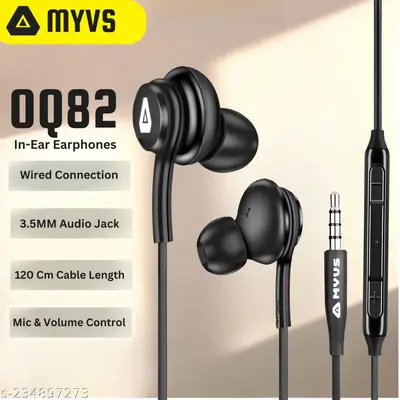 MYVS
OQ82
In-Ear Earphones
Wired Connection
3.5MM Audio Jack
120 Cm Cable Length
Mic & Volume Control
MYVS
s-234897273